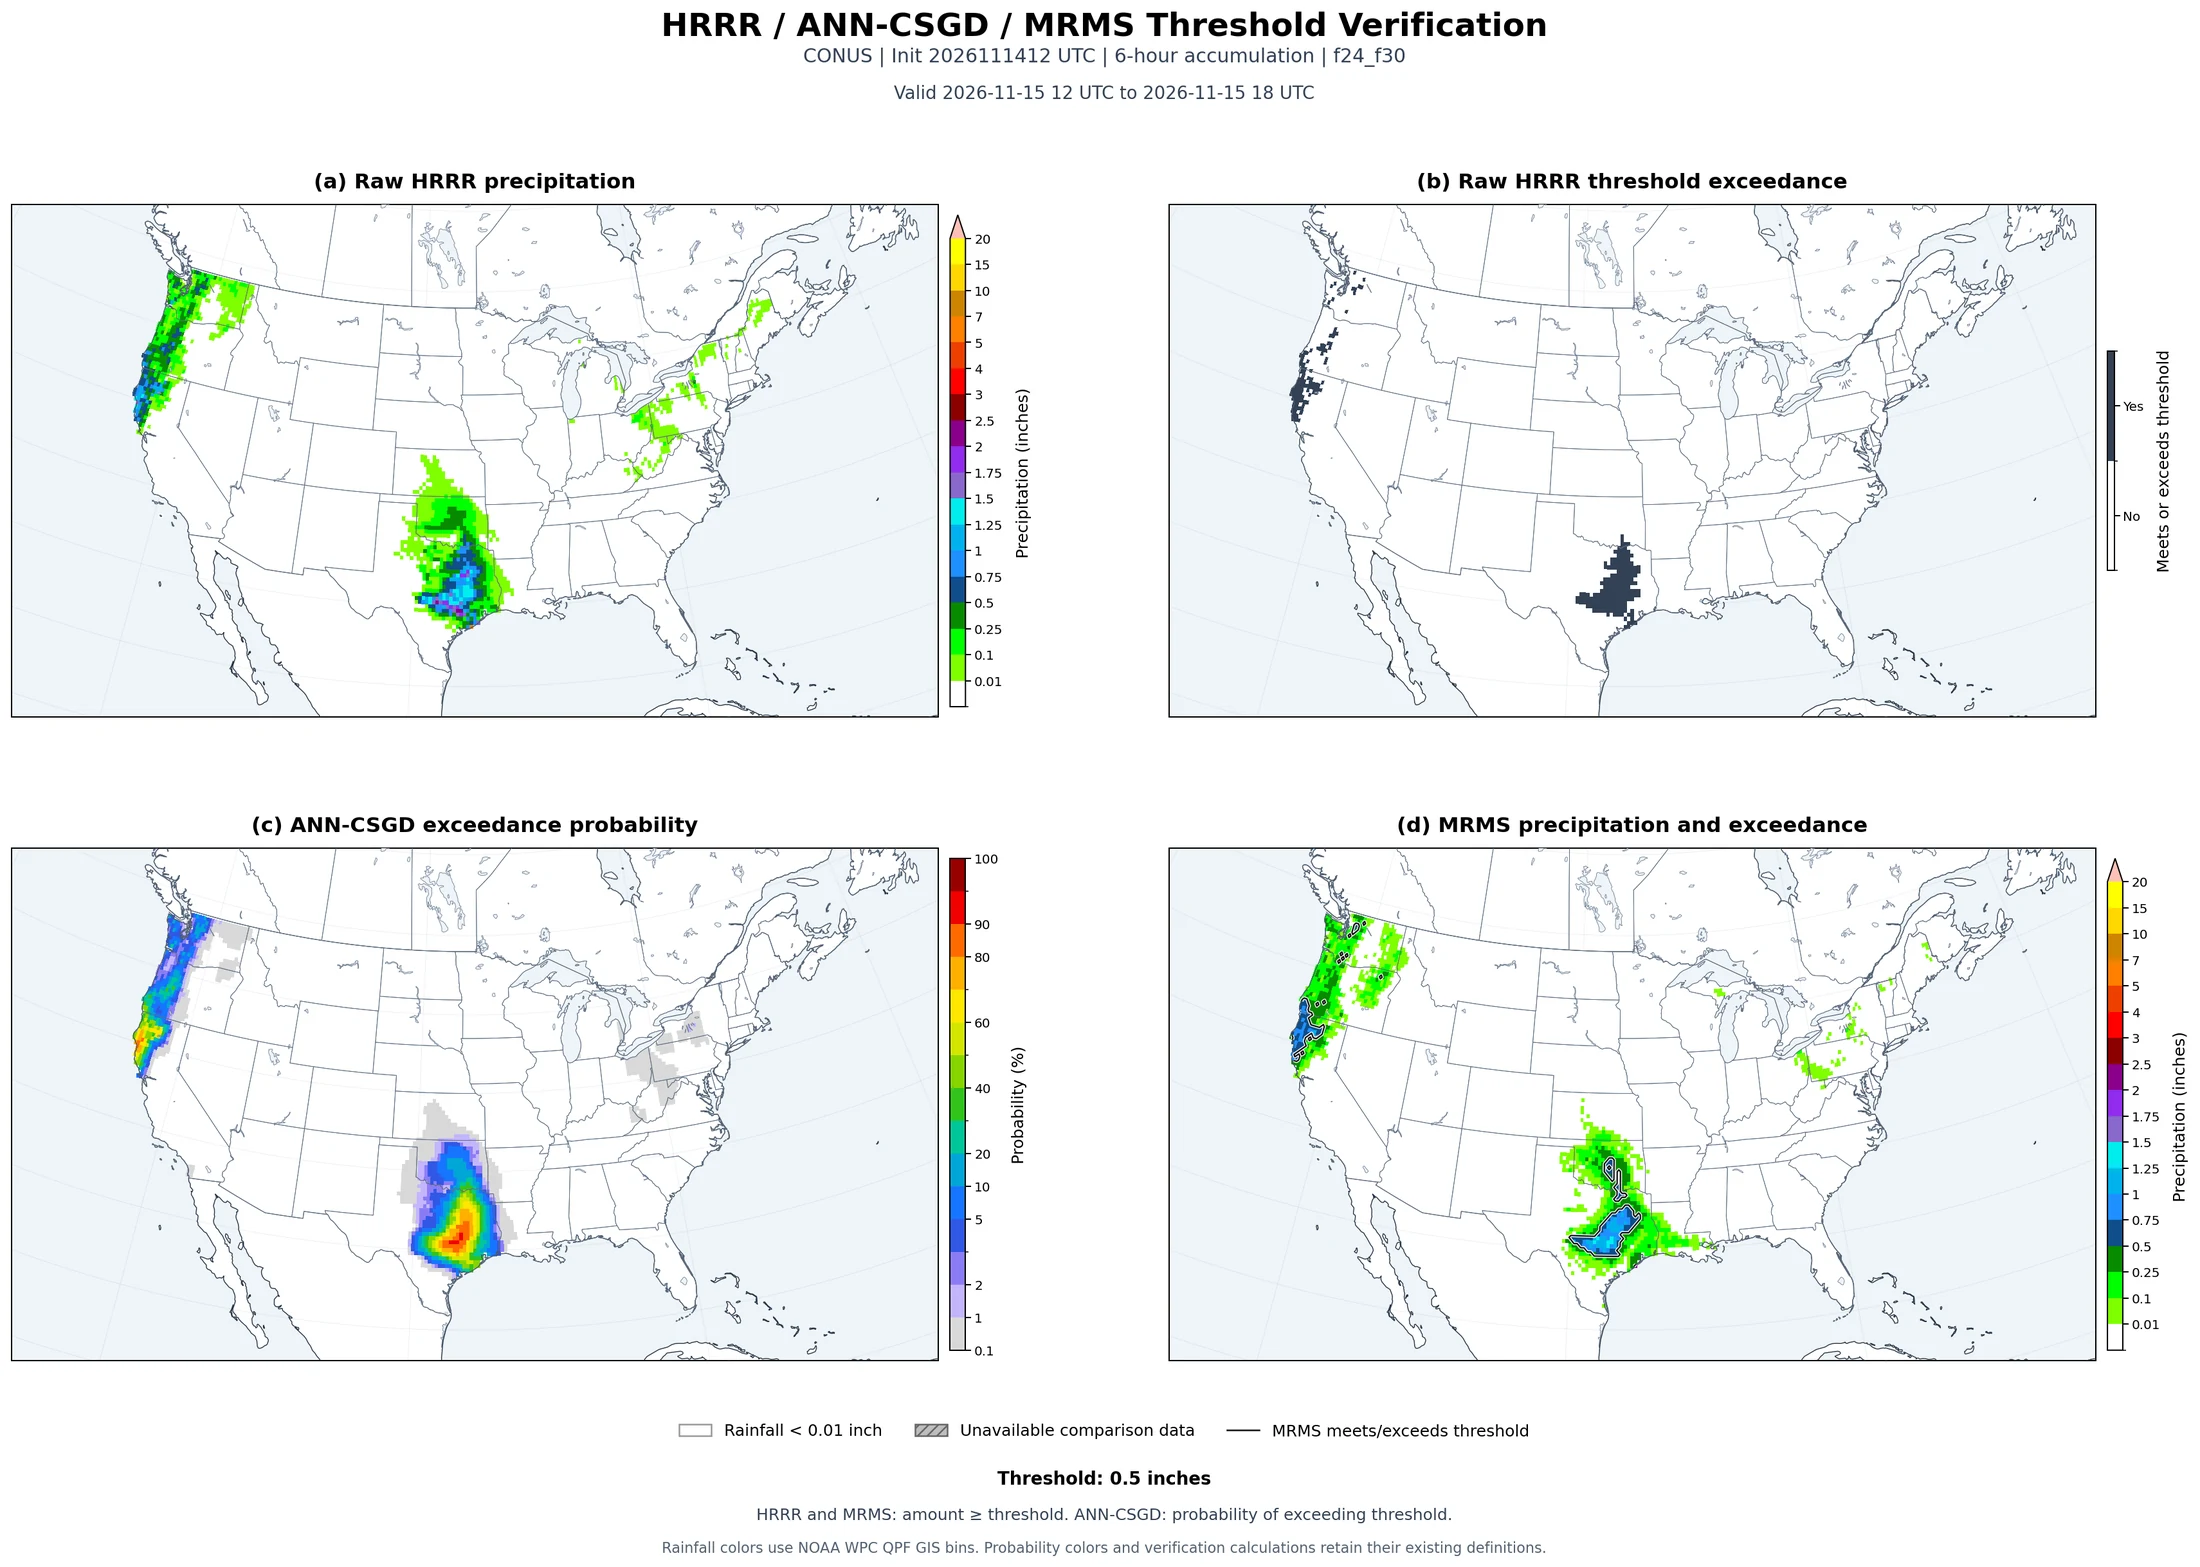 HRRR / ANN-CSGD / MRMS Threshold Verification
CONUS | Init 2026111412 UTC | 6-hour accumulation | f24_f30
Valid 2026-11-15 12 UTC to 2026-11-15 18 UTC
(a) Raw HRRR precipitation
20
15
10
7
5
4
3
2.5
2
1.75
1.5
1.25
1
0.75
0.5
0.25
0.1
0.01
Precipitation (inches)
(b) Raw HRRR threshold exceedance
Yes
No
Meets or exceeds threshold
(c) ANN-CSGD exceedance probability
100
90
80
60
40
20
10
5
2
1
0.1
Probability (%)
(d) MRMS precipitation and exceedance
20
15
10
7
5
4
3
2.5
2
1.75
1.5
1.25
1
0.75
0.5
0.25
0.1
0.01
Precipitation (inches)
Rainfall < 0.01 inch
Unavailable comparison data
MRMS meets/exceeds threshold
Threshold: 0.5 inches
HRRR and MRMS: amount ≥ threshold. ANN-CSGD: probability of exceeding threshold.
Rainfall colors use NOAA WPC QPF GIS bins. Probability colors and verification calculations retain their existing definitions.